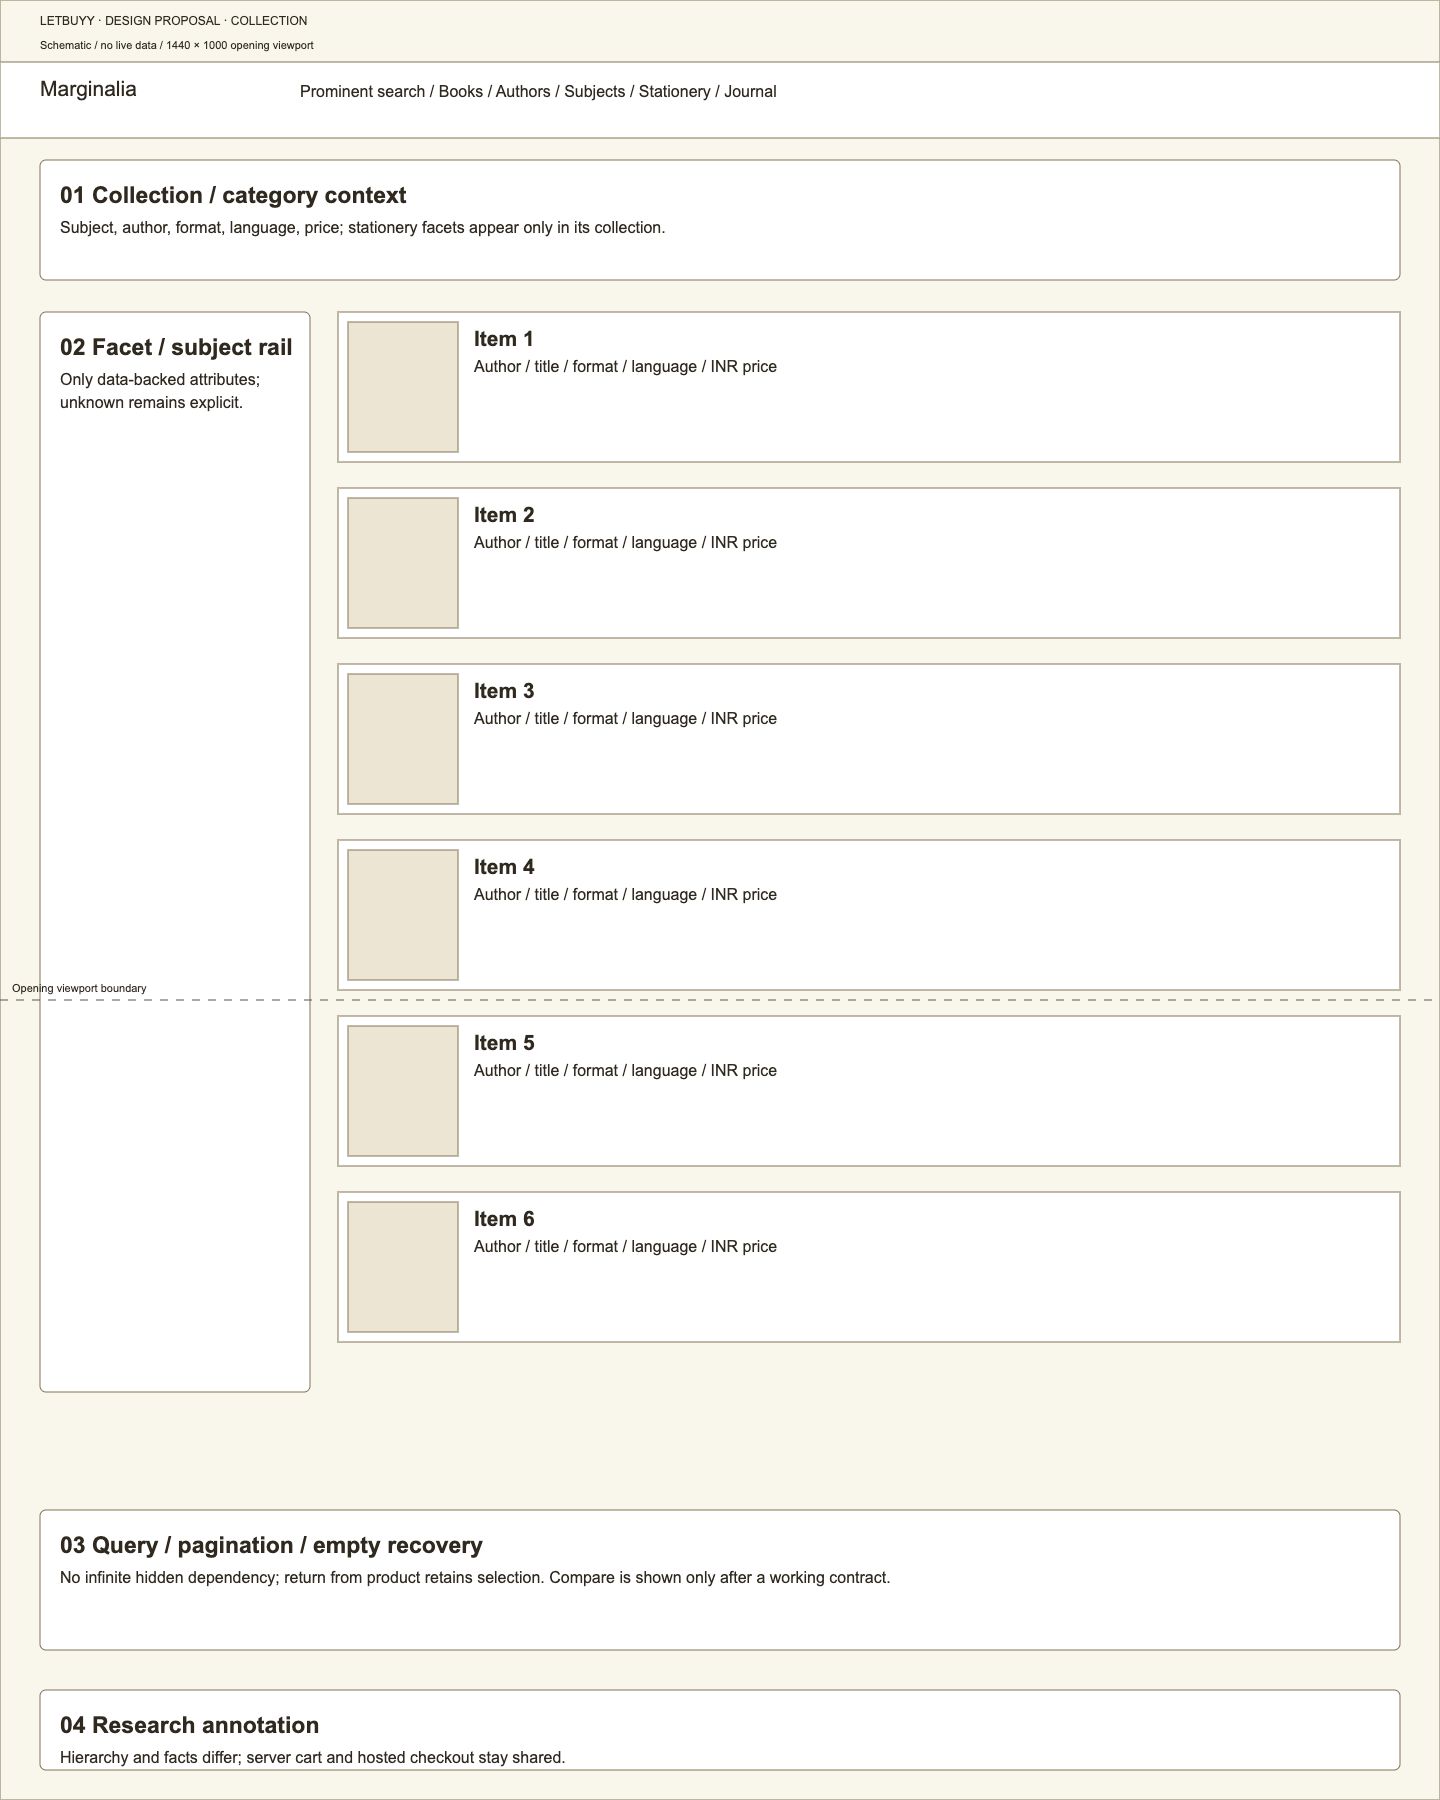 LETBUYY · DESIGN PROPOSAL · COLLECTION
Schematic / no live data / 1440 × 1000 opening viewport
Marginalia
Prominent search / Books / Authors / Subjects / Stationery / Journal
01 Collection / category context
Subject, author, format, language, price; stationery facets appear only in its collection.
02 Facet / subject rail
Only data-backed attributes;
unknown remains explicit.
Item 1
Author / title / format / language / INR price
Item 2
Author / title / format / language / INR price
Item 3
Author / title / format / language / INR price
Item 4
Author / title / format / language / INR price
Opening viewport boundary
Item 5
Author / title / format / language / INR price
Item 6
Author / title / format / language / INR price
03 Query / pagination / empty recovery
No infinite hidden dependency; return from product retains selection. Compare is shown only after a working contract.
04 Research annotation
Hierarchy and facts differ; server cart and hosted checkout stay shared.